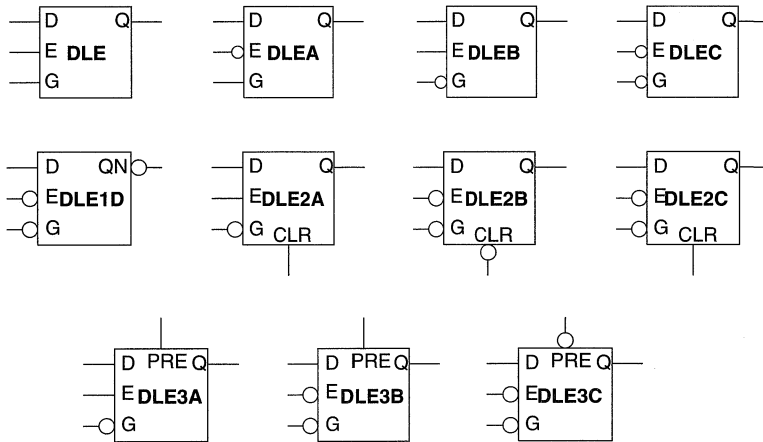 D Q D Q D Q D Q
E DLE E DLEA E DLEB E DLEC
G G G G
D QN D Q D Q D Q
E DLE1D E DLE2A E DLE2B E DLE2C
G G CLR G CLR G CLR
D PRE Q D PRE Q D PRE Q
E DLE3A E DLE3B E DLE3C
G G G